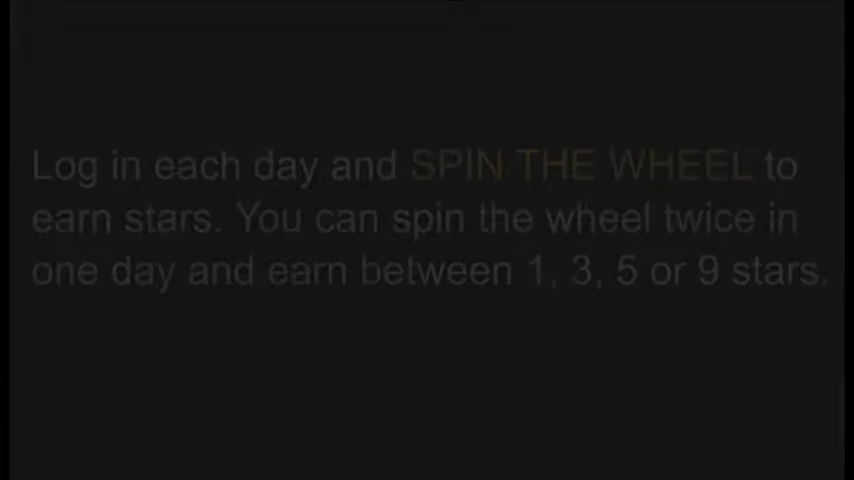 Log in each day and SPIN THE WHEEL to
earn stars. You can spin the wheel twice in
one day and earn between 1, 3, 5 or 9 stars.